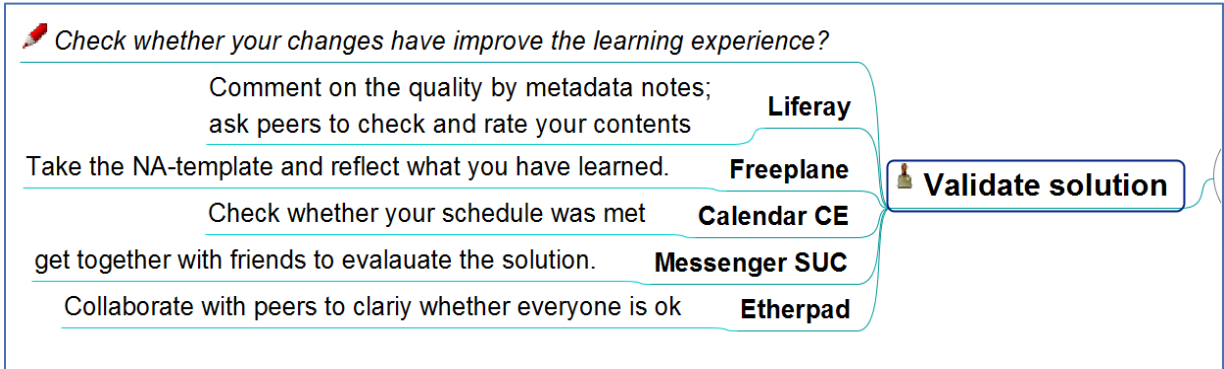 Check whether your changes have improve the learning experience?
Comment on the quality by metadata notes;
ask peers to check and rate your contents
Liferay
Take the NA-template and reflect what you have learned.
Freeplane
Validate solution
Check whether your schedule was met
Calendar CE
get together with friends to evalauate the solution.
Messenger SUC
Collaborate with peers to clariy whether everyone is ok
Etherpad